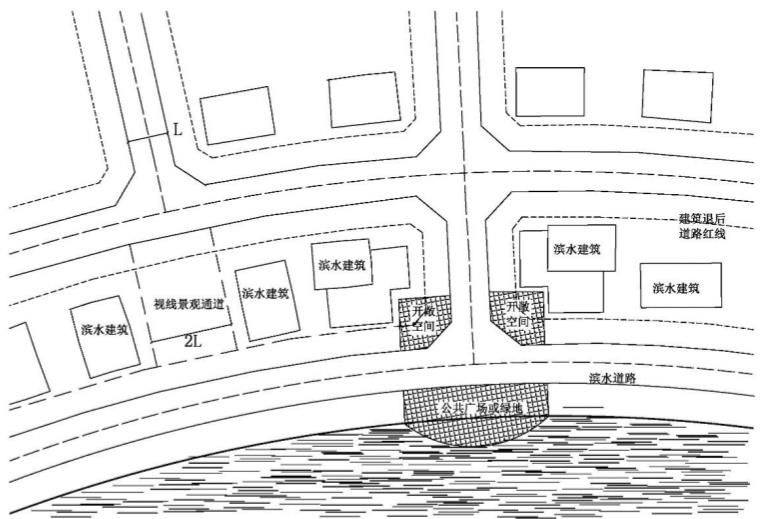 L
建筑退后
道路红线
滨水建筑
滨水建筑
滨水建筑
滨水建筑
视线景观通道
滨水建筑
2L
开敞
空间
开敞
空间
滨水道路
公共广场或绿地